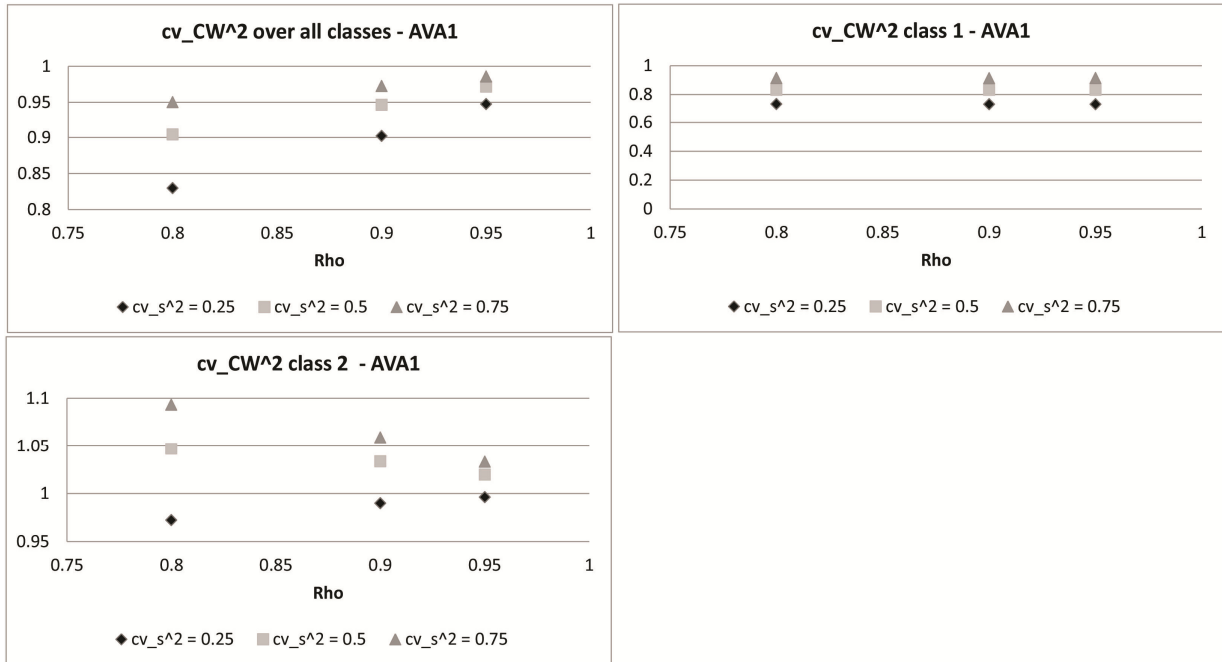 cv_CW^2 over all classes - AVA1
1
0.95
0.9
0.85
0.8
0.75 0.8 0.85 0.9 0.95 1
Rho
cv_s^2 = 0.25 cv_s^2 = 0.5 cv_s^2 = 0.75
cv_CW^2 class 1 - AVA1
1
0.8
0.6
0.4
0.2
0
0.75 0.8 0.85 0.9 0.95 1
Rho
cv_s^2 = 0.25 cv_s^2 = 0.5 cv_s^2 = 0.75
cv_CW^2 class 2 - AVA1
1.1
1.05
1
0.95
0.75 0.8 0.85 0.9 0.95 1
Rho
cv_s^2 = 0.25 cv_s^2 = 0.5 cv_s^2 = 0.75